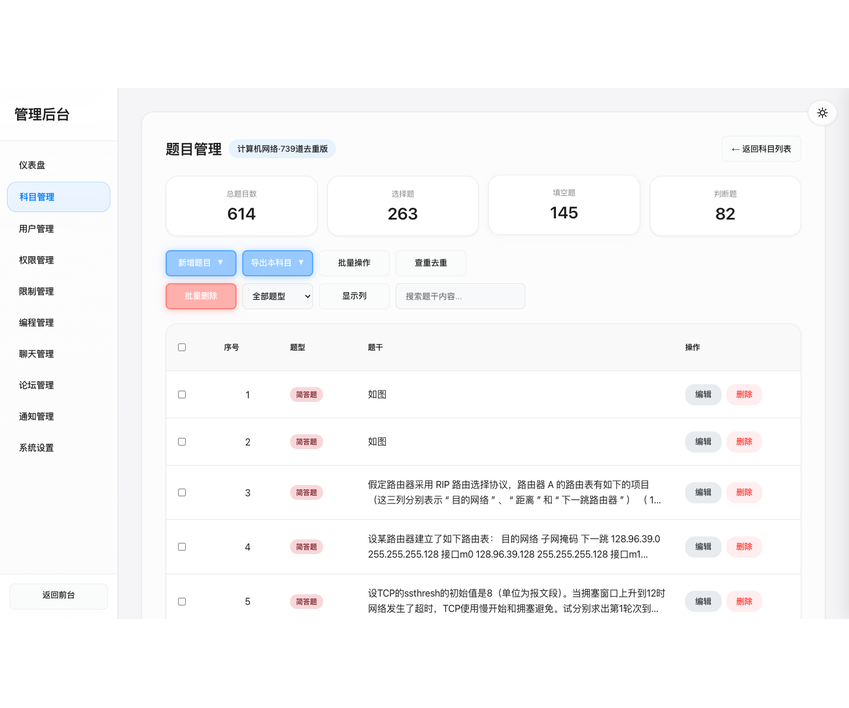 管理后台
仪表盘
科目管理
用户管理
权限管理
限制管理
编程管理
聊天管理
论坛管理
通知管理
系统设置
返回前台
题目管理 计算机网络·739道去重版
← 返回科目列表
总题目数
614
选择题
263
填空题
145
判断题
82
新增题目 ▼ 导出本科目 ▼ 批量操作 查重去重
批量删除 全部题型 显示列 搜索题干内容...
序号 题型 题干 操作
1 简答题 如图 编辑 删除
2 简答题 如图 编辑 删除
3 简答题 假定路由器采用 RIP 路由选择协议，路由器 A 的路由表有如下的项目
（这三列分别表示 “ 目的网络 ” 、 “ 距离 ” 和 “ 下一跳路由器 ” ） （ 1... 编辑 删除
4 简答题 设某路由器建立了如下路由表： 目的网络 子网掩码 下一跳 128.96.39.0
255.255.255.128 接口m0 128.96.39.128 255.255.255.128 接口m1... 编辑 删除
5 简答题 设TCP的ssthresh的初始值是8（单位为报文段）。当拥塞窗口上升到12时
网络发生了超时，TCP使用慢开始和拥塞避免。试分别求出第1轮次到... 编辑 删除